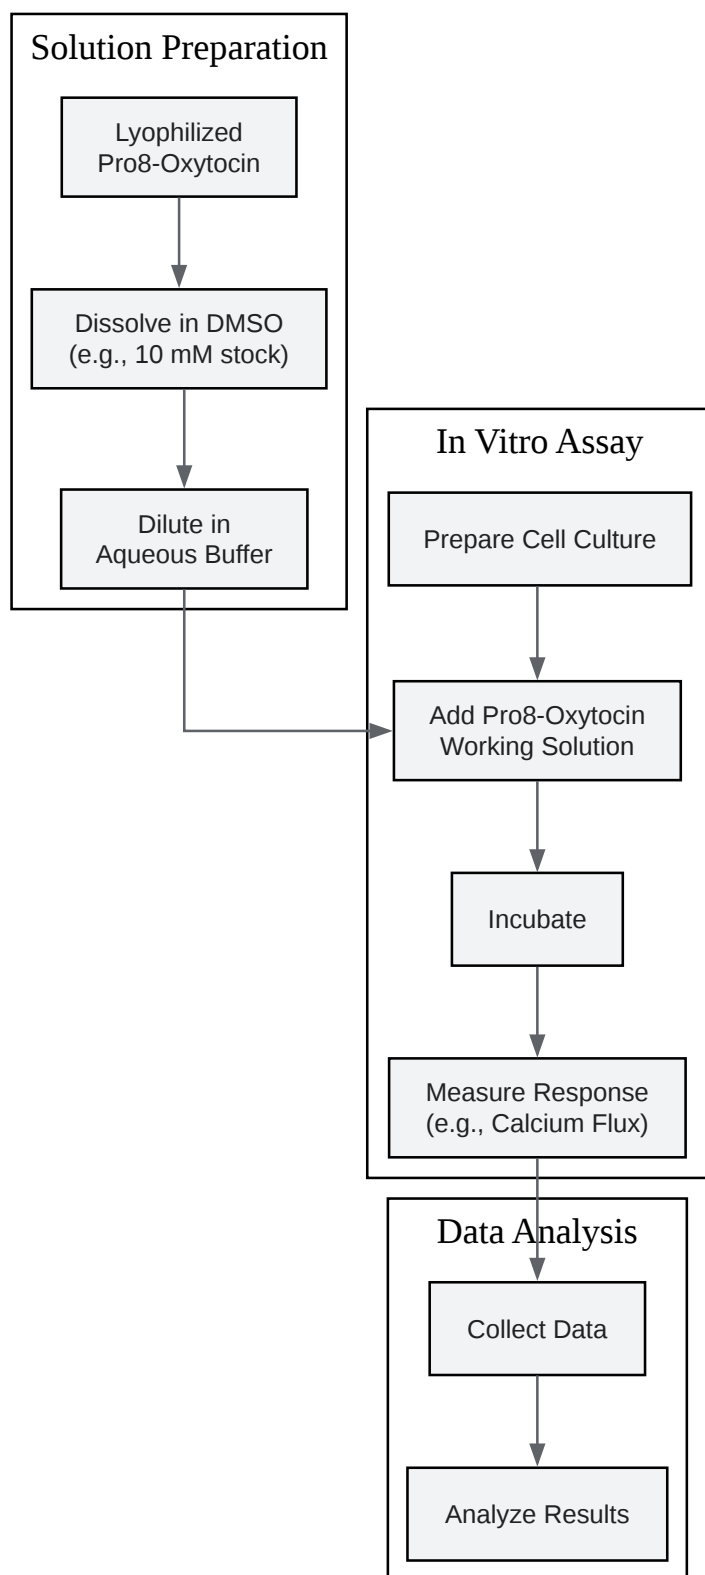 Solution Preparation
Lyophilized
Pro8-Oxytocin
Dissolve in DMSO
(e.g., 10 mM stock)
Dilute in
Aqueous Buffer
In Vitro Assay
Prepare Cell Culture
Add Pro8-Oxytocin
Working Solution
Incubate
Measure Response
(e.g., Calcium Flux)
Data Analysis
Collect Data
Analyze Results